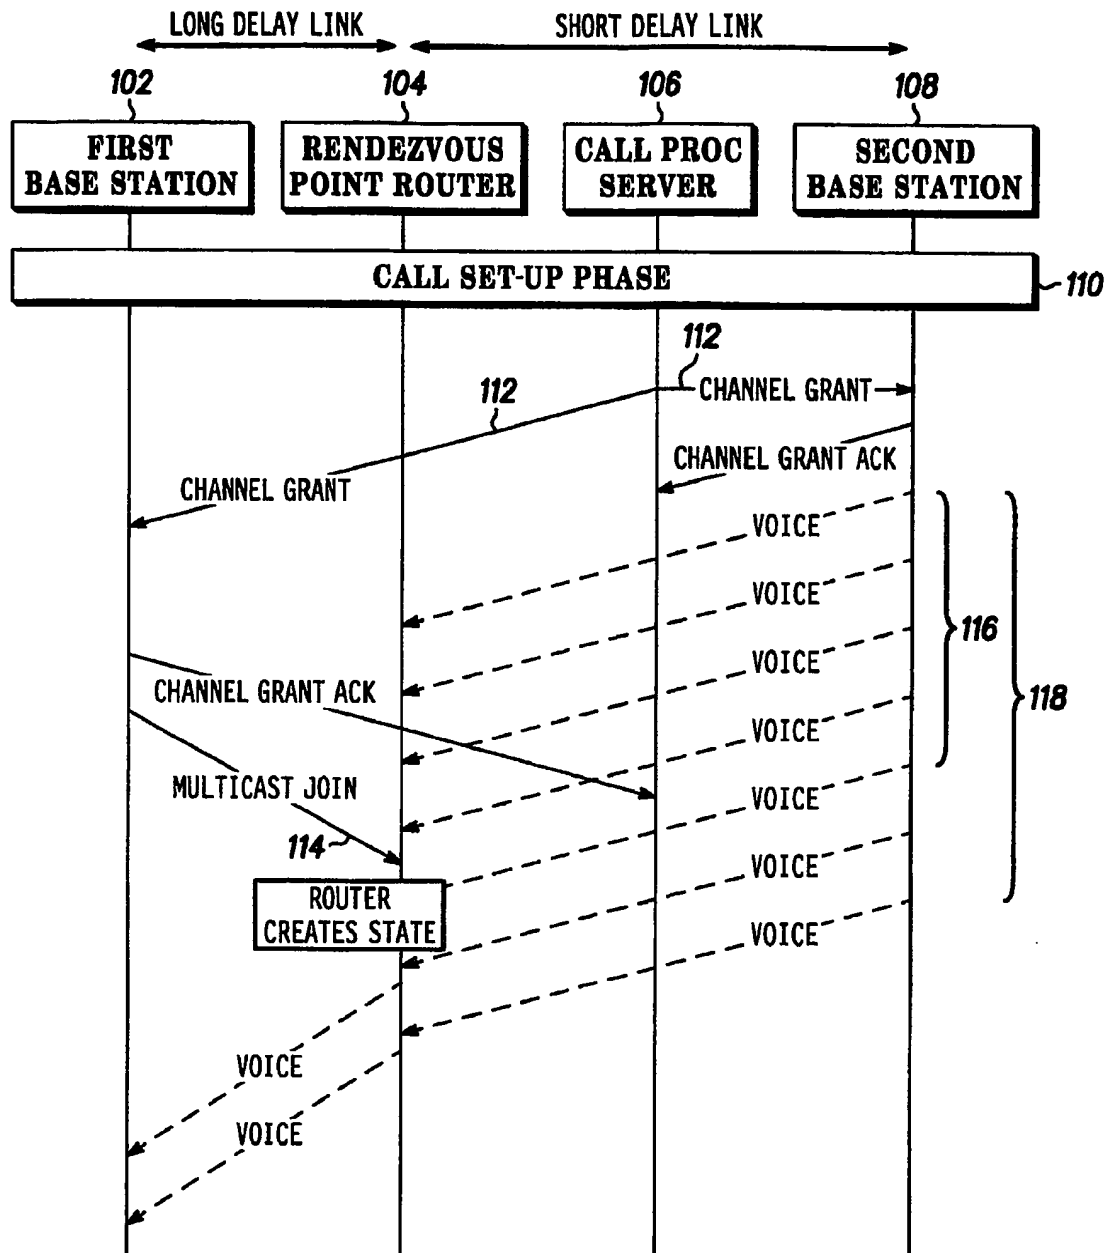 LONG DELAY LINK
SHORT DELAY LINK
102
104
106
108
FIRST
BASE STATION
RENDEZVOUS
POINT ROUTER
CALL PROC
SERVER
SECOND
BASE STATION
CALL SET-UP PHASE
110
112
CHANNEL GRANT
112
CHANNEL GRANT
CHANNEL GRANT ACK
VOICE
VOICE
116
VOICE
CHANNEL GRANT ACK
118
VOICE
MULTICAST JOIN
VOICE
114
VOICE
ROUTER
CREATES STATE
VOICE
VOICE
VOICE